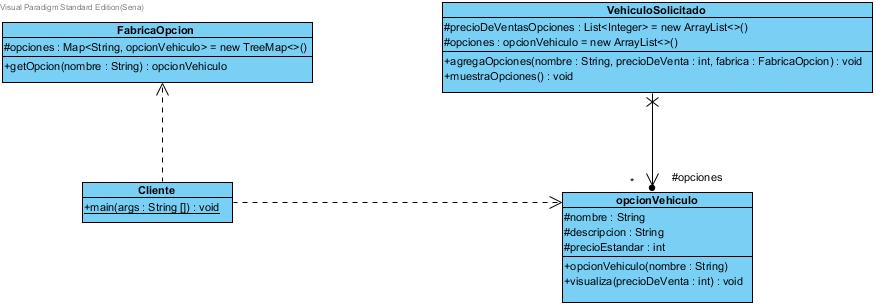 Visual Paradigm Standard Edition(Sena)
FabricaOpcion
#opciones : Map<String, opcionVehiculo> = new TreeMap<>()
+getOpcion(nombre : String) : opcionVehiculo
VehiculoSolicitado
#precioDeVentasOpciones : List<Integer> = new ArrayList<>()
#opciones : opcionVehiculo = new ArrayList<>()
+agregaOpciones(nombre : String, precioDeVenta : int, fabrica : FabricaOpcion) : void
+muestraOpciones() : void
Cliente
+main(args : String []) : void
*
#opciones
opcionVehiculo
#nombre : String
#descripcion : String
#precioEstandar : int
+opcionVehiculo(nombre : String)
+visualiza(precioDeVenta : int) : void